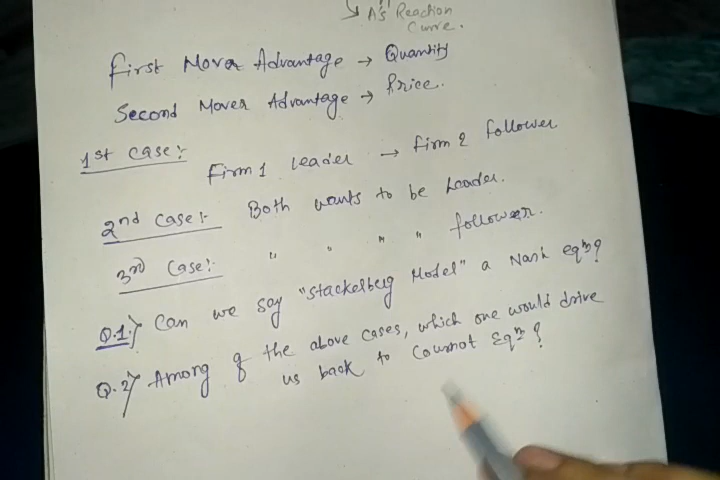 ↳ A's Reaction
Curve.
First Mover Advantage → Quantity
Second Mover Advantage → Price.
1st Case:- Firm 1 leader → Firm 2 follower
2nd Case:- Both wants to be Leader.
3rd Case:- " " " " follower.
Q.1.) Can we say "Stackelberg Model" a Nash eqᵐ?
Q.2) Among of the above cases, which one would drive
us back to Cournot Eqᵐ?